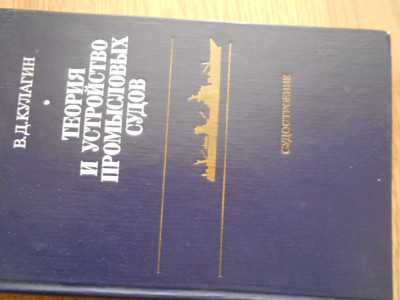 В.Д.КУЛАГИН
ТЕОРИЯ
И УСТРОЙСТВО
ПРОМЫСЛОВЫХ
СУДОВ
СУДОСТРОЕНИЕ